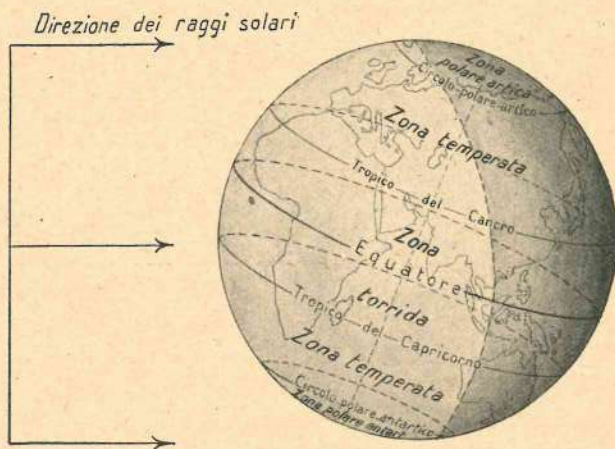 Direzione dei raggi solari
Zona
polare artica
Circolo polare artico
Zona temperata
Tropico del Cancro
Zona
Equatore
torrida
Tropico del Capricorno
Zona temperata
Circolo polare antartico
Zona polare antart.